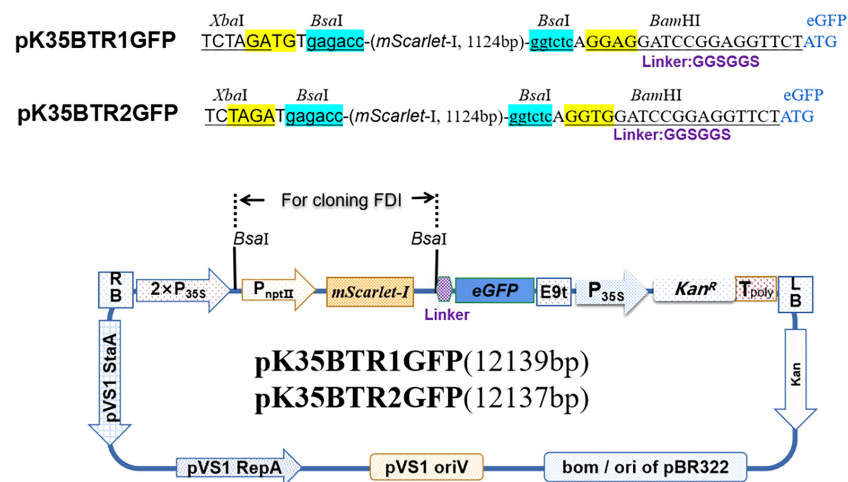 XbaI BsaI BsaI BamHI eGFP
pK35BTR1GFP TCTAGATGTgagacc-(mScarlet-I, 1124bp)-ggtctcAGGAGGATCCGGAGGTTCTATG
Linker:GGSGGS
XbaI BsaI BsaI BamHI eGFP
pK35BTR2GFP TCTAGATgagacc-(mScarlet-I, 1124bp)-ggtctcAGGTGGATCCGGAGGTTCTATG
Linker:GGSGGS
For cloning FDI
BsaI BsaI
RB 2×P35S PnptII mScarlet-I eGFP E9t P35S KanR Tpoly LB
Linker
pVS1 StaA
pK35BTR1GFP(12139bp)
pK35BTR2GFP(12137bp)
Kan
pVS1 RepA pVS1 oriV bom / ori of pBR322